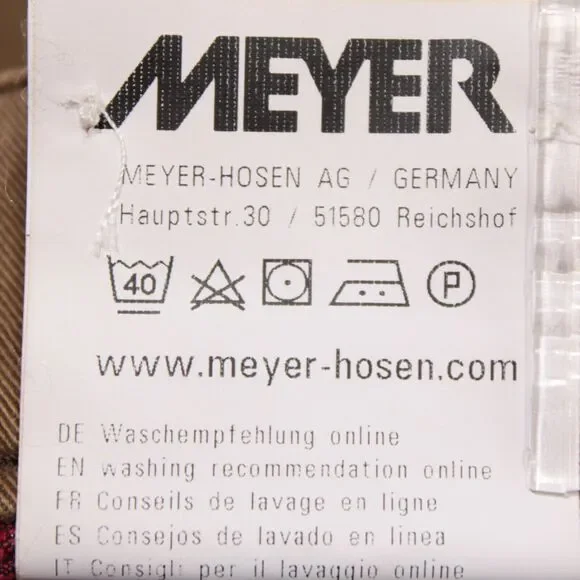 MEYER
MEYER-HOSEN AG / GERMANY
Hauptstr.30 / 51580 Reichshof
40 P
www.meyer-hosen.com
DE Waschempfehlung online
EN washing recommendation online
FR Conseils de lavage en ligne
ES Consejos de lavado en linea
IT Consigli per il lavaggio online